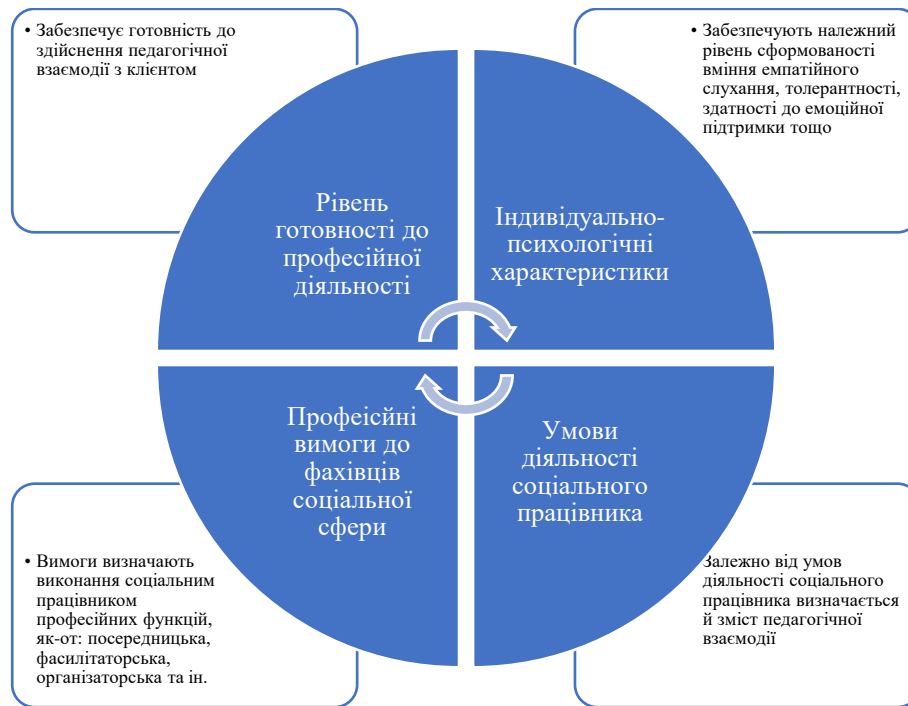 • Забезпечує готовність до
здійснення педагогічної
взаємодії з клієнтом
• Забезпечують належний
рівень сформованості
вміння емпатійного
слухання, толерантності,
здатності до емоційної
підтримки тощо
Рівень
готовності до
професійної
діяльності
Індивідуально-
психологічні
характеристики
Профеісйні
вимоги до
фахівців
соціальної
сфери
Умови
діяльності
соціального
працівника
• Вимоги визначають
виконання соціальним
працівником
професійних функцій,
як-от: посередницька,
фасилітаторська,
організаторська та ін.
Залежно від умов
діяльності соціального
працівника визначається
й зміст педагогічної
взаємодії